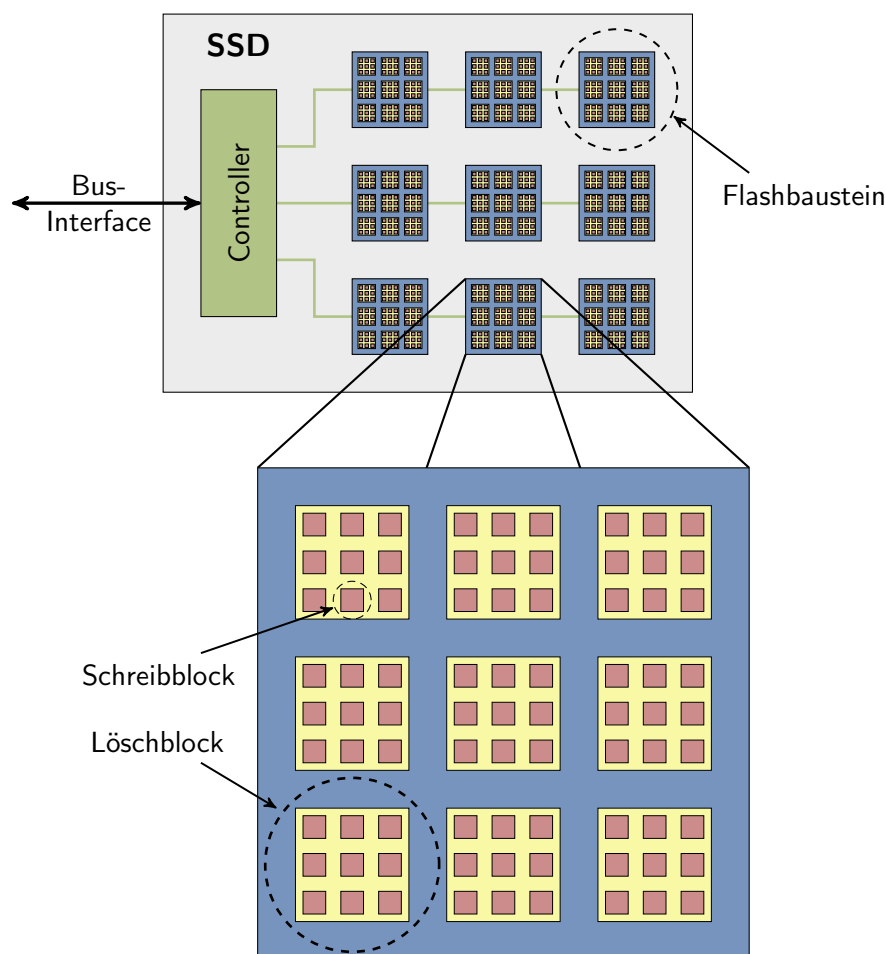 SSD
Controller
Bus-
Interface
Flashbaustein
Schreibblock
Löschblock